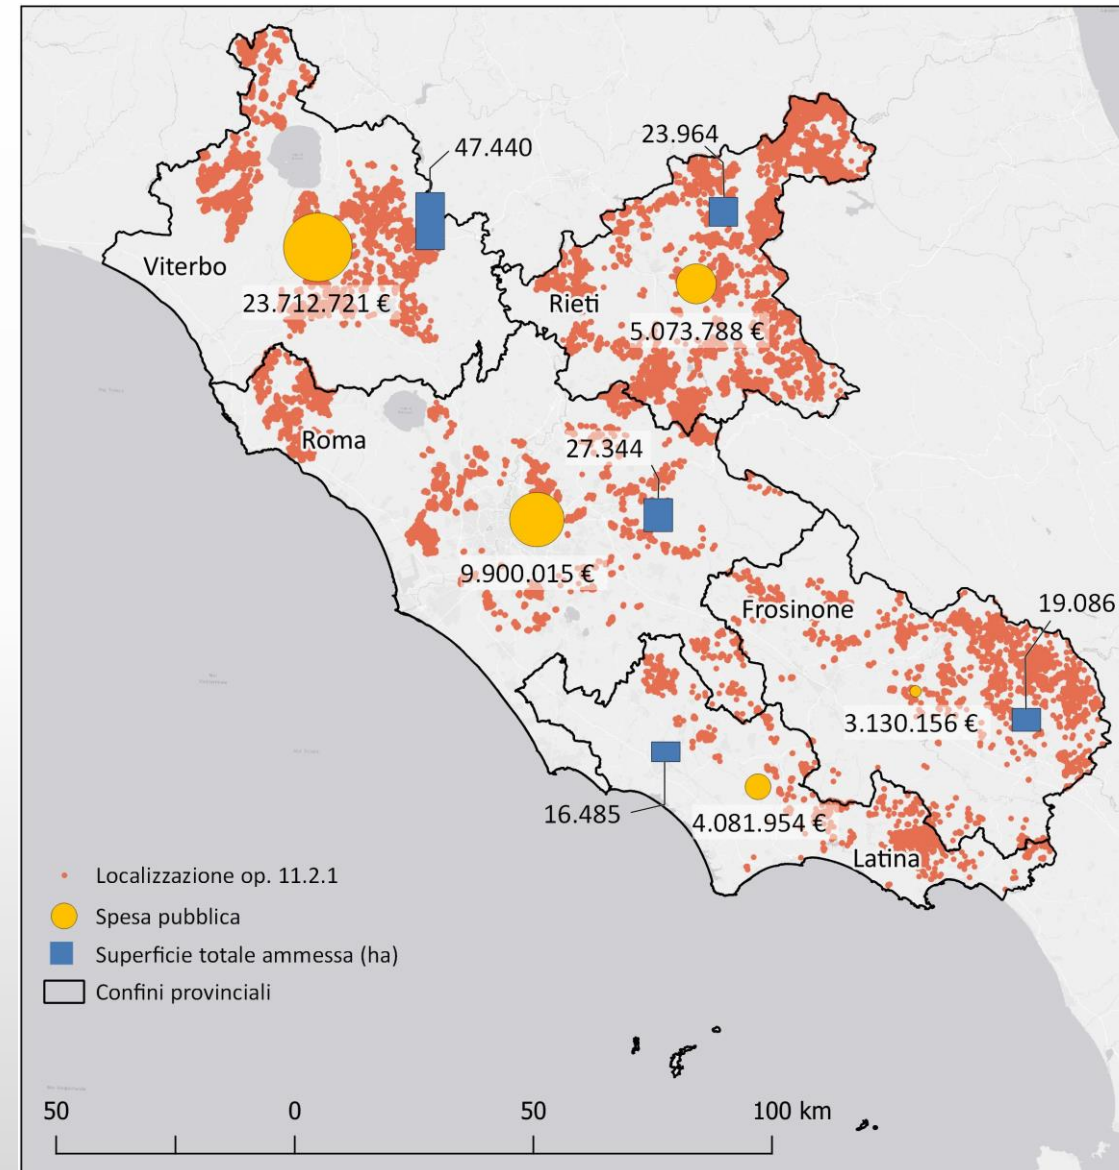 47.440
23.964
Viterbo
23.712.721 €
Rieti
5.073.788 €
Roma
27.344
9.900.015 €
Frosinone
19.086
3.130.156 €
16.485
4.081.954 €
Latina
Localizzazione op. 11.2.1
Spesa pubblica
Superficie totale ammessa (ha)
Confini provinciali
50 0 50 100 km